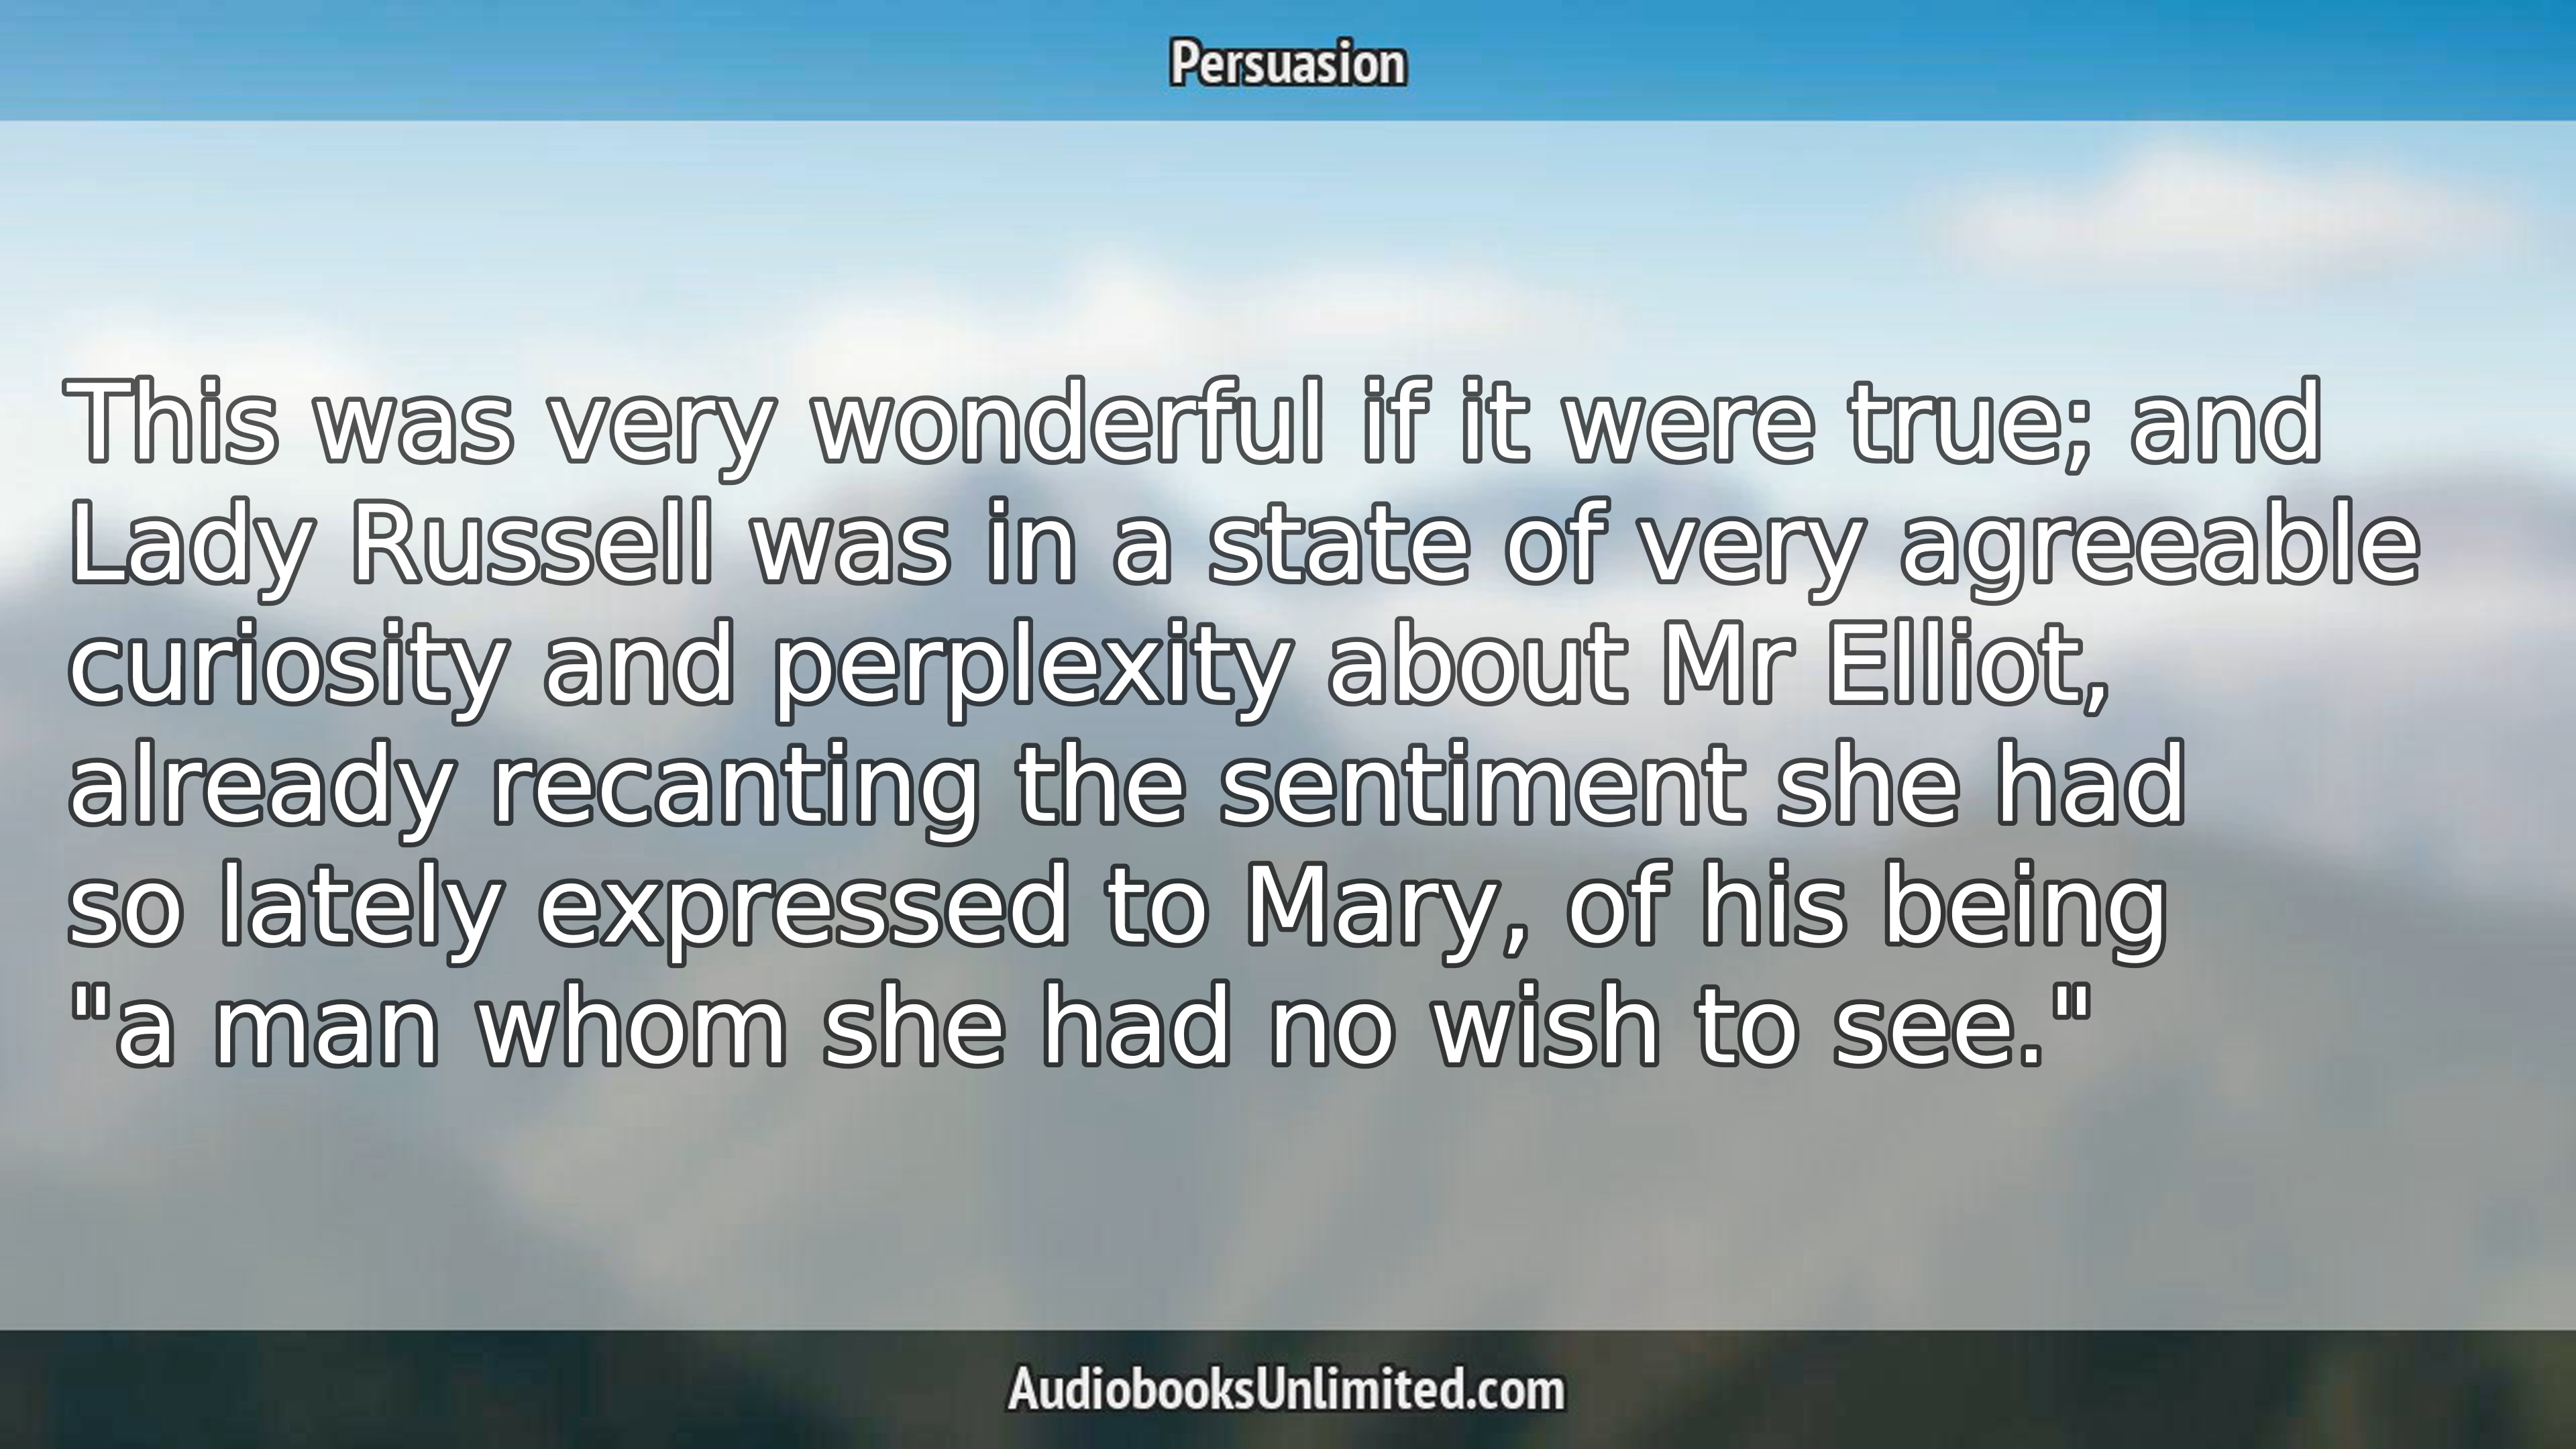 Persuasion
This was very wonderful if it were true; and
Lady Russell was in a state of very agreeable
curiosity and perplexity about Mr Elliot,
already recanting the sentiment she had
so lately expressed to Mary, of his being
"a man whom she had no wish to see."
AudiobooksUnlimited.com